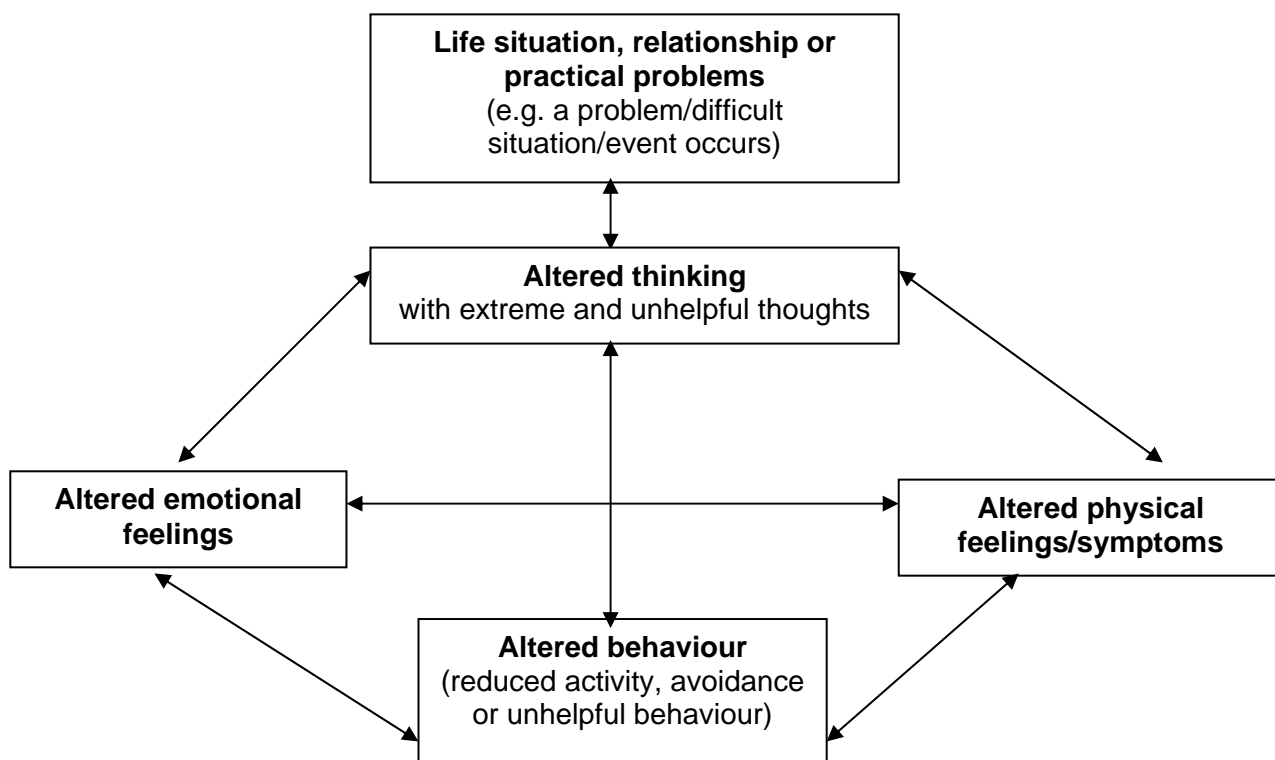 Life situation, relationship or
practical problems
(e.g. a problem/difficult
situation/event occurs)
Altered thinking
with extreme and unhelpful thoughts
Altered emotional
feelings
Altered physical
feelings/symptoms
Altered behaviour
(reduced activity, avoidance
or unhelpful behaviour)